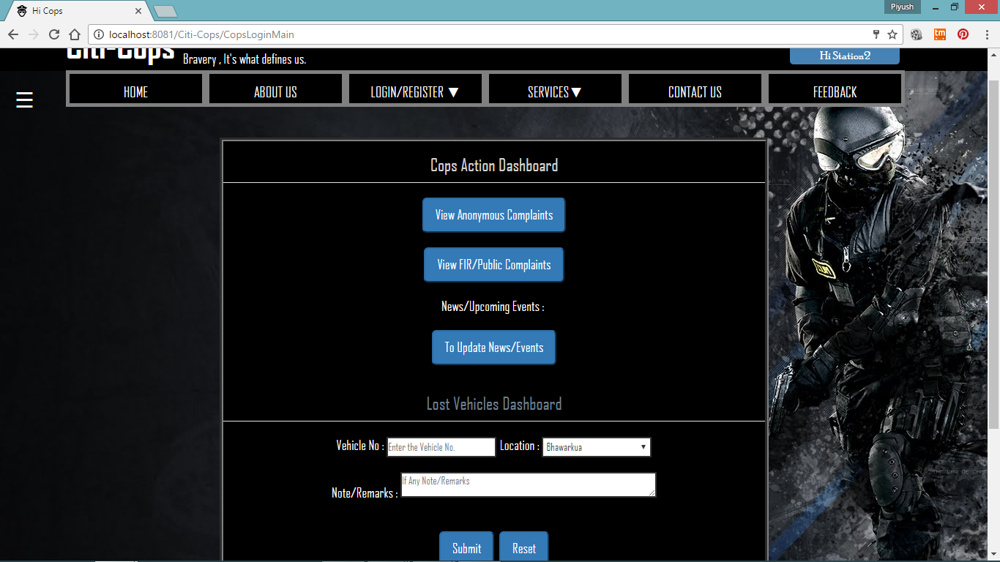 Hi Cops
Piyush
localhost:8081/Citi-Cops/CopsLoginMain
Citi-Cops Bravery , It's what defines us.
Hi Station2
HOME
ABOUT US
LOGIN/REGISTER ▼
SERVICES▼
CONTACT US
FEEDBACK
Cops Action Dashboard
View Anonymous Complaints
View FIR/Public Complaints
News/Upcoming Events :
To Update News/Events
Lost Vehicles Dashboard
Vehicle No : Enter the Vehicle No. Location : Bhawarkua
Note/Remarks : If Any Note/Remarks
Submit Reset